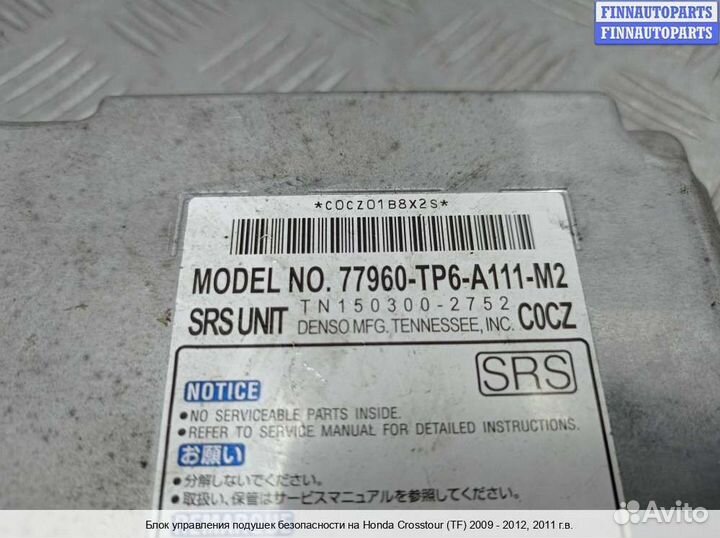 FINNAUTOPARTS
FINNAUTOPARTS
*C0CZ01B8X2S*
MODEL NO. 77960-TP6-A111-M2
TN150300-2752
SRS UNIT DENSO MFG. TENNESSEE, INC. C0CZ
SRS
NOTICE
●NO SERVICEABLE PARTS INSIDE.
●REFER TO SERVICE MANUAL FOR DETAILED INSTRUCTIONS.
お願い
●分解しないでください。
●取扱い、保管はサービスマニュアルを参照してください。
REMARQUE
Avito
Блок управления подушек безопасности на Honda Crosstour (TF) 2009 - 2012, 2011 г.в.